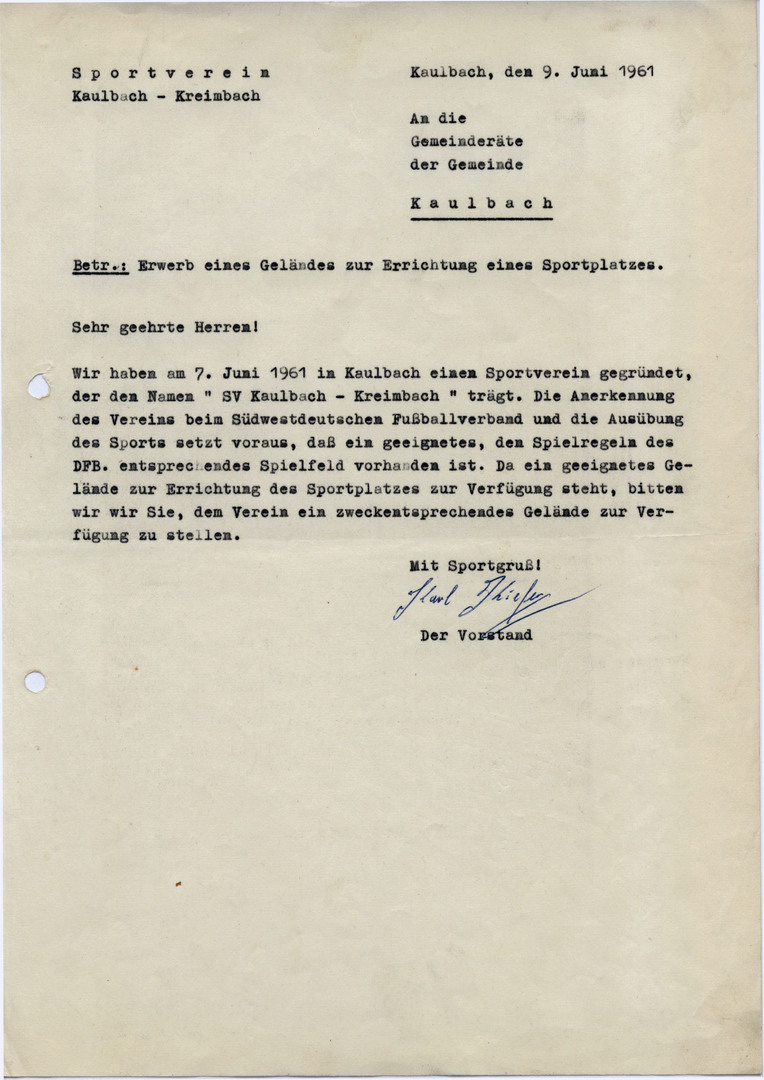 S p o r t v e r e i n
Kaulbach - Kreimbach
Kaulbach, den 9. Juni 1961
An die
Gemeinderäte
der Gemeinde
K a u l b a c h
Betr.: Erwerb eines Geländes zur Errichtung eines Sportplatzes.
Sehr geehrte Herren!
Wir haben am 7. Juni 1961 in Kaulbach einen Sportverein gegründet,
der den Namen " SV Kaulbach - Kreimbach " trägt. Die Anerkennung
des Vereins beim Südwestdeutschen Fußballverband und die Ausübung
des Sports setzt voraus, daß ein geeignetes, den Spielregeln des
DFB. entsprechendes Spielfeld vorhanden ist. Da ein geeignetes Ge-
lände zur Errichtung des Sportplatzes zur Verfügung steht, bitten
wir wir Sie, dem Verein ein zweckentsprechendes Gelände zur Ver-
fügung zu stellen.
Mit Sportgruß!
Karl
Der Vorstand